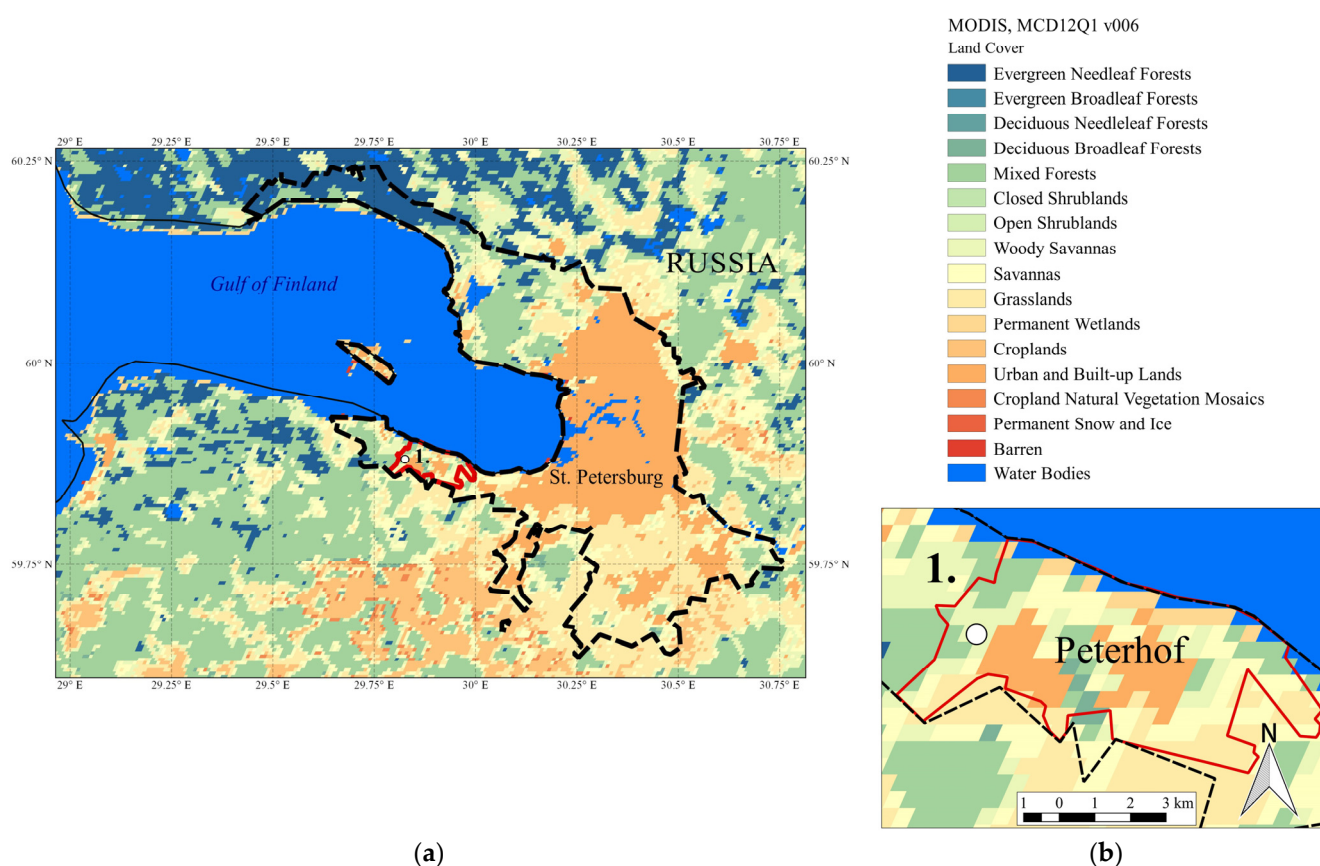 MODIS, MCD12Q1 v006
Land Cover
Evergreen Needleaf Forests
Evergreen Broadleaf Forests
Deciduous Needleleaf Forests
Deciduous Broadleaf Forests
Mixed Forests
Closed Shrublands
Open Shrublands
Woody Savannas
Savannas
Grasslands
Permanent Wetlands
Croplands
Urban and Built-up Lands
Cropland Natural Vegetation Mosaics
Permanent Snow and Ice
Barren
Water Bodies
29° E 29.25° E 29.5° E 29.75° E 30° E 30.25° E 30.5° E 30.75° E
60.25° N 60.25° N
RUSSIA
Gulf of Finland
60° N 60° N
1.
St. Petersburg
59.75° N 59.75° N
29° E 29.25° E 29.5° E 29.75° E 30° E 30.25° E 30.5° E 30.75° E
1.
Peterhof
N
1 0 1 2 3 km
(a) (b)